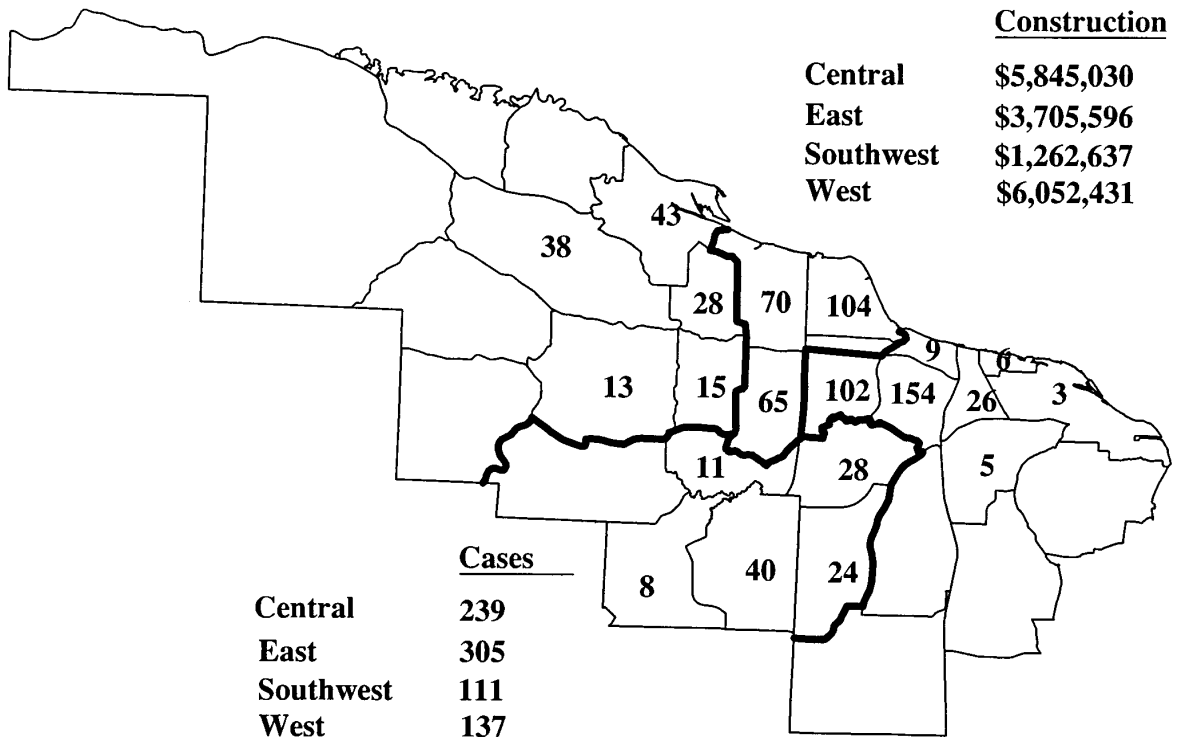 Construction
Central $5,845,030
East $3,705,596
Southwest $1,262,637
West $6,052,431
43
38
28 70 104
9 6
13 15 65 102 154 26 3
11 28 5
8 40 24
Cases
Central 239
East 305
Southwest 111
West 137